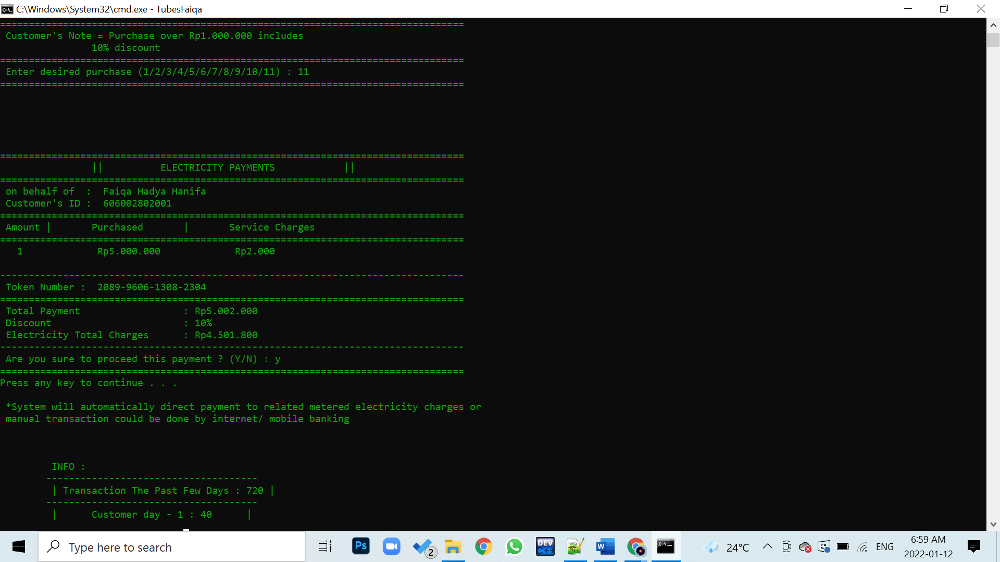 C:\Windows\System32\cmd.exe - TubesFaiqa
=================================================================================
Customer's Note = Purchase over Rp1.000.000 includes
10% discount
=================================================================================
Enter desired purchase (1/2/3/4/5/6/7/8/9/10/11) : 11
=================================================================================
=================================================================================
|| ELECTRICITY PAYMENTS ||
=================================================================================
on behalf of : Faiqa Hadya Hanifa
Customer's ID : 606002802001
=================================================================================
Amount | Purchased | Service Charges
=================================================================================
1 Rp5.000.000 Rp2.000
---------------------------------------------------------------------------------
Token Number : 2089-9606-1308-2304
=================================================================================
Total Payment : Rp5.002.000
Discount : 10%
Electricity Total Charges : Rp4.501.800
---------------------------------------------------------------------------------
Are you sure to proceed this payment ? (Y/N) : y
=================================================================================
Press any key to continue . . .
*System will automatically direct payment to related metered electricity charges or
manual transaction could be done by internet/ mobile banking
INFO :
-------------------------------------
| Transaction The Past Few Days : 720 |
-------------------------------------
| Customer day - 1 : 40 |
Type here to search
Ps
2
DEV
C++
W
C:\
24°C
ENG
6:59 AM
2022-01-12